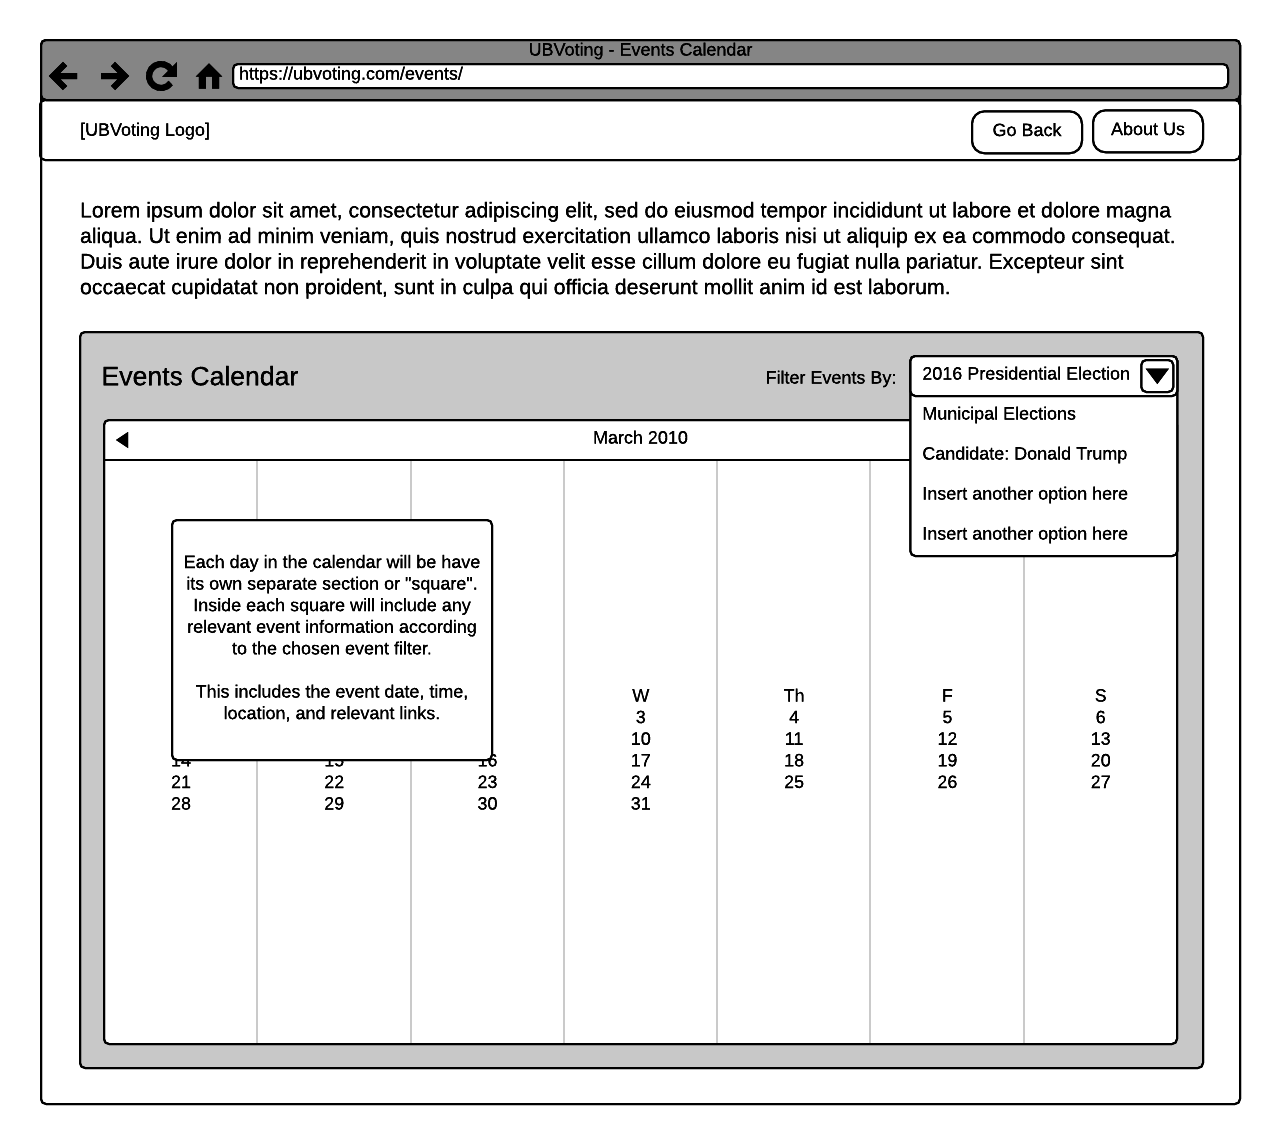 UBVoting - Events Calendar
https://ubvoting.com/events/
[UBVoting Logo]
Go Back
About Us
Lorem ipsum dolor sit amet, consectetur adipiscing elit, sed do eiusmod tempor incididunt ut labore et dolore magna
aliqua. Ut enim ad minim veniam, quis nostrud exercitation ullamco laboris nisi ut aliquip ex ea commodo consequat.
Duis aute irure dolor in reprehenderit in voluptate velit esse cillum dolore eu fugiat nulla pariatur. Excepteur sint
occaecat cupidatat non proident, sunt in culpa qui officia deserunt mollit anim id est laborum.
Events Calendar
Filter Events By:
2016 Presidential Election
Municipal Elections
Candidate: Donald Trump
Insert another option here
Insert another option here
March 2010
Each day in the calendar will be have
its own separate section or "square".
Inside each square will include any
relevant event information according
to the chosen event filter.
This includes the event date, time,
location, and relevant links.
W Th F S
3 4 5 6
10 11 12 13
14 15 16 17 18 19 20
21 22 23 24 25 26 27
28 29 30 31